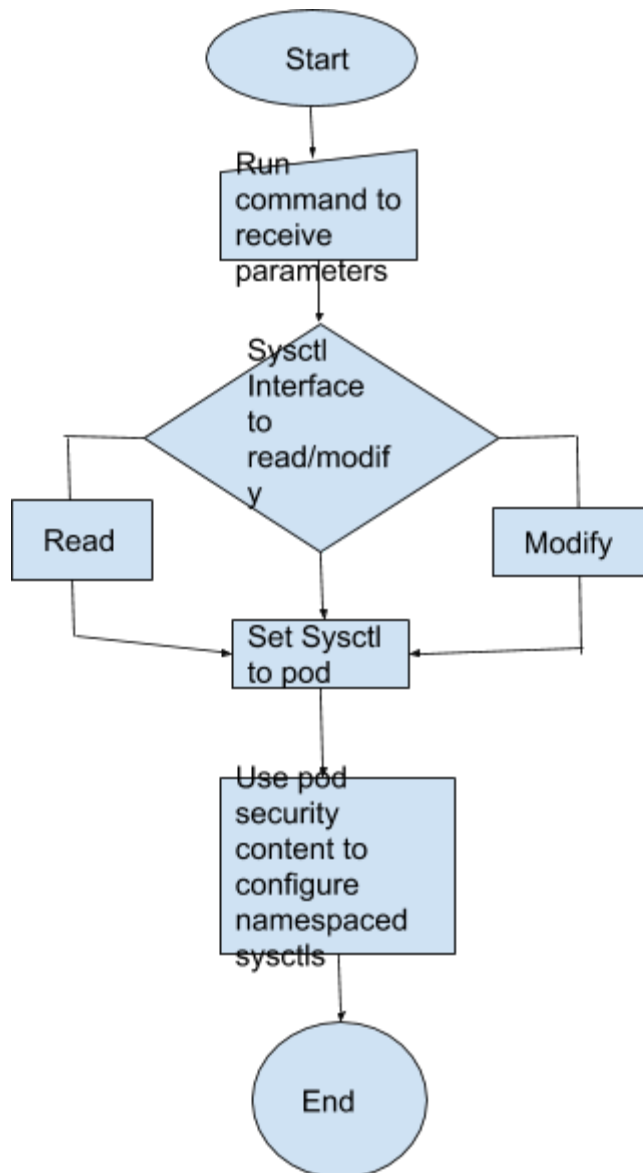 Start
Run
command to
receive
parameters
Sysctl
Interface
to
read/modif
y
Read
Modify
Set Sysctl
to pod
Use pod
security
content to
configure
namespaced
sysctls
End